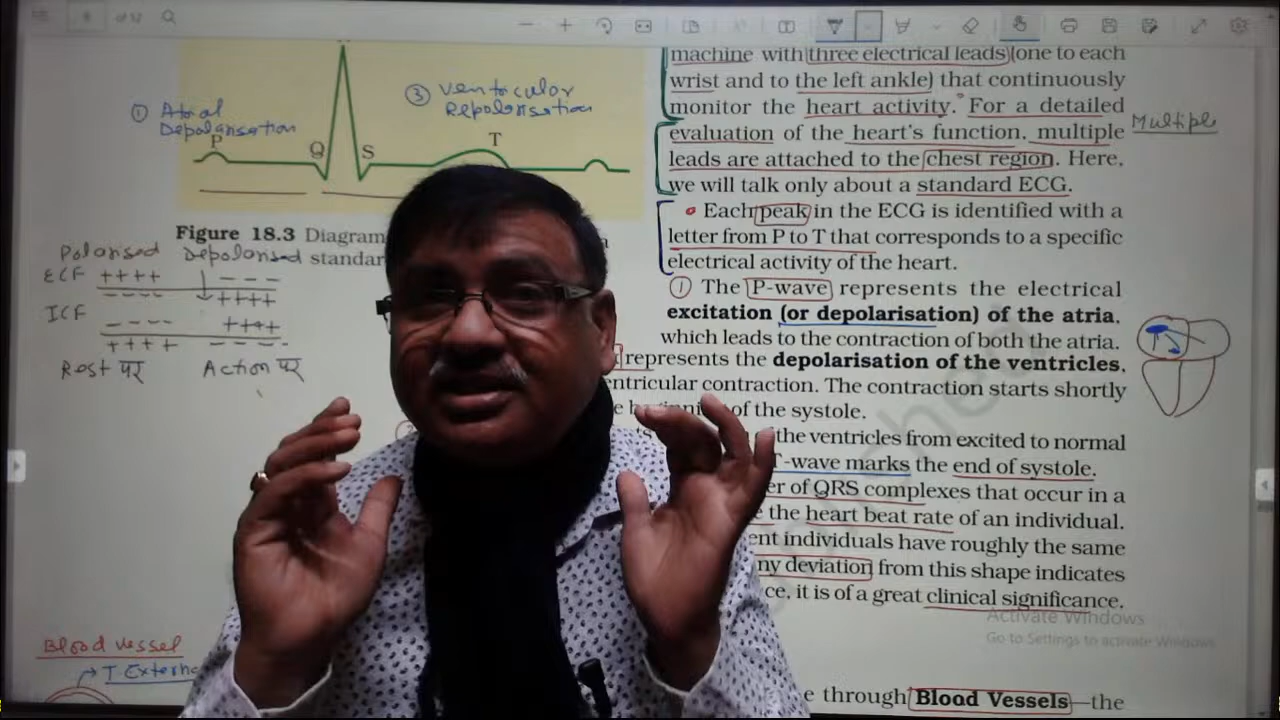 of 12
① Atrial
Depolarisation
③ Ventricular
Repolarisation
P
Q
S
T
Figure 18.3 Diagram
standar
Polarised Depolarised
ECF ++++ ----
---- ++++
ICF
---- ++++
++++ ----
Rest पर Action पर
Blood Vessel
machine with three electrical leads (one to each
wrist and to the left ankle) that continuously
monitor the heart activity. For a detailed
evaluation of the heart's function, multiple
leads are attached to the chest region. Here,
we will talk only about a standard ECG.
Multiple
Each peak in the ECG is identified with a
letter from P to T that corresponds to a specific
electrical activity of the heart.
① The P-wave represents the electrical
excitation (or depolarisation) of the atria,
which leads to the contraction of both the atria.
represents the depolarisation of the ventricles,
entricular contraction. The contraction starts shortly
of the systole.
the ventricles from excited to normal
T-wave marks the end of systole.
er of QRS complexes that occur in a
the heart beat rate of an individual.
ent individuals have roughly the same
ny deviation from this shape indicates
ce, it is of a great clinical significance.
Activate Windows
Go to Settings to activate Windows.
e through Blood Vessels—the